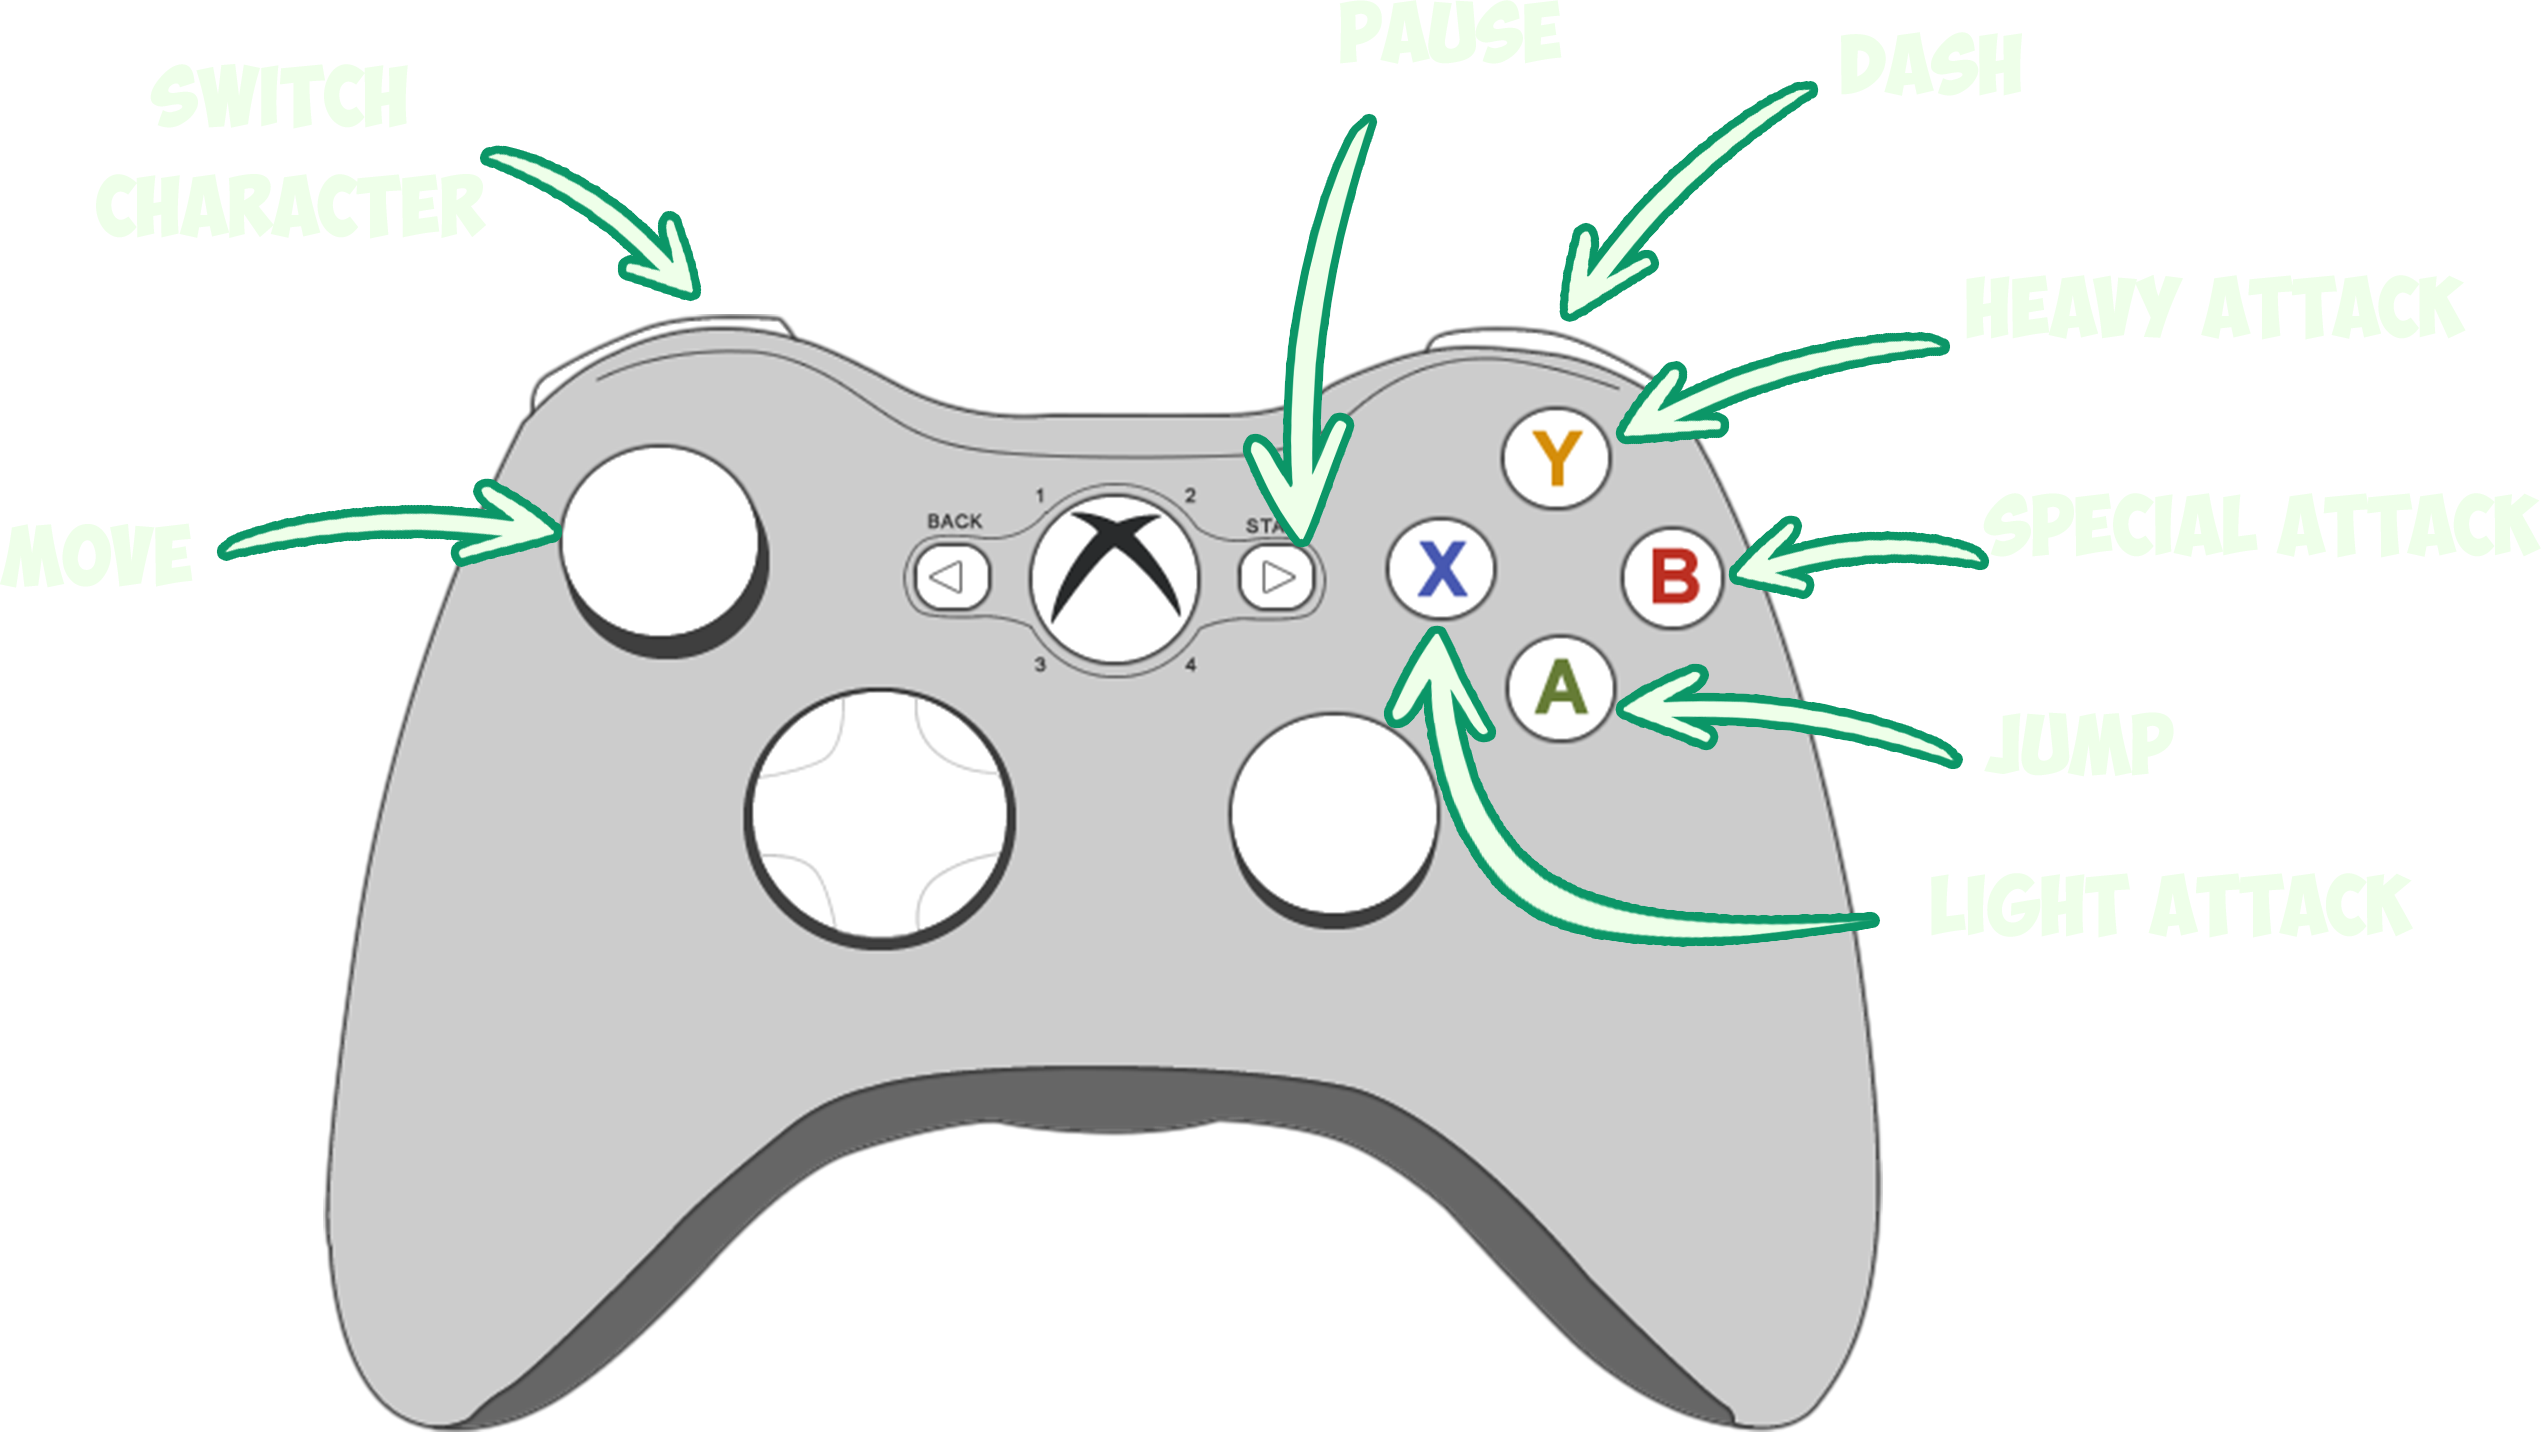 PAUSE
DASH
SWITCH
CHARACTER
HEAVY ATTACK
Y
MOVE
1
2
BACK
STA
X
B
SPECIAL ATTACK
3
4
A
JUMP
LIGHT ATTACK